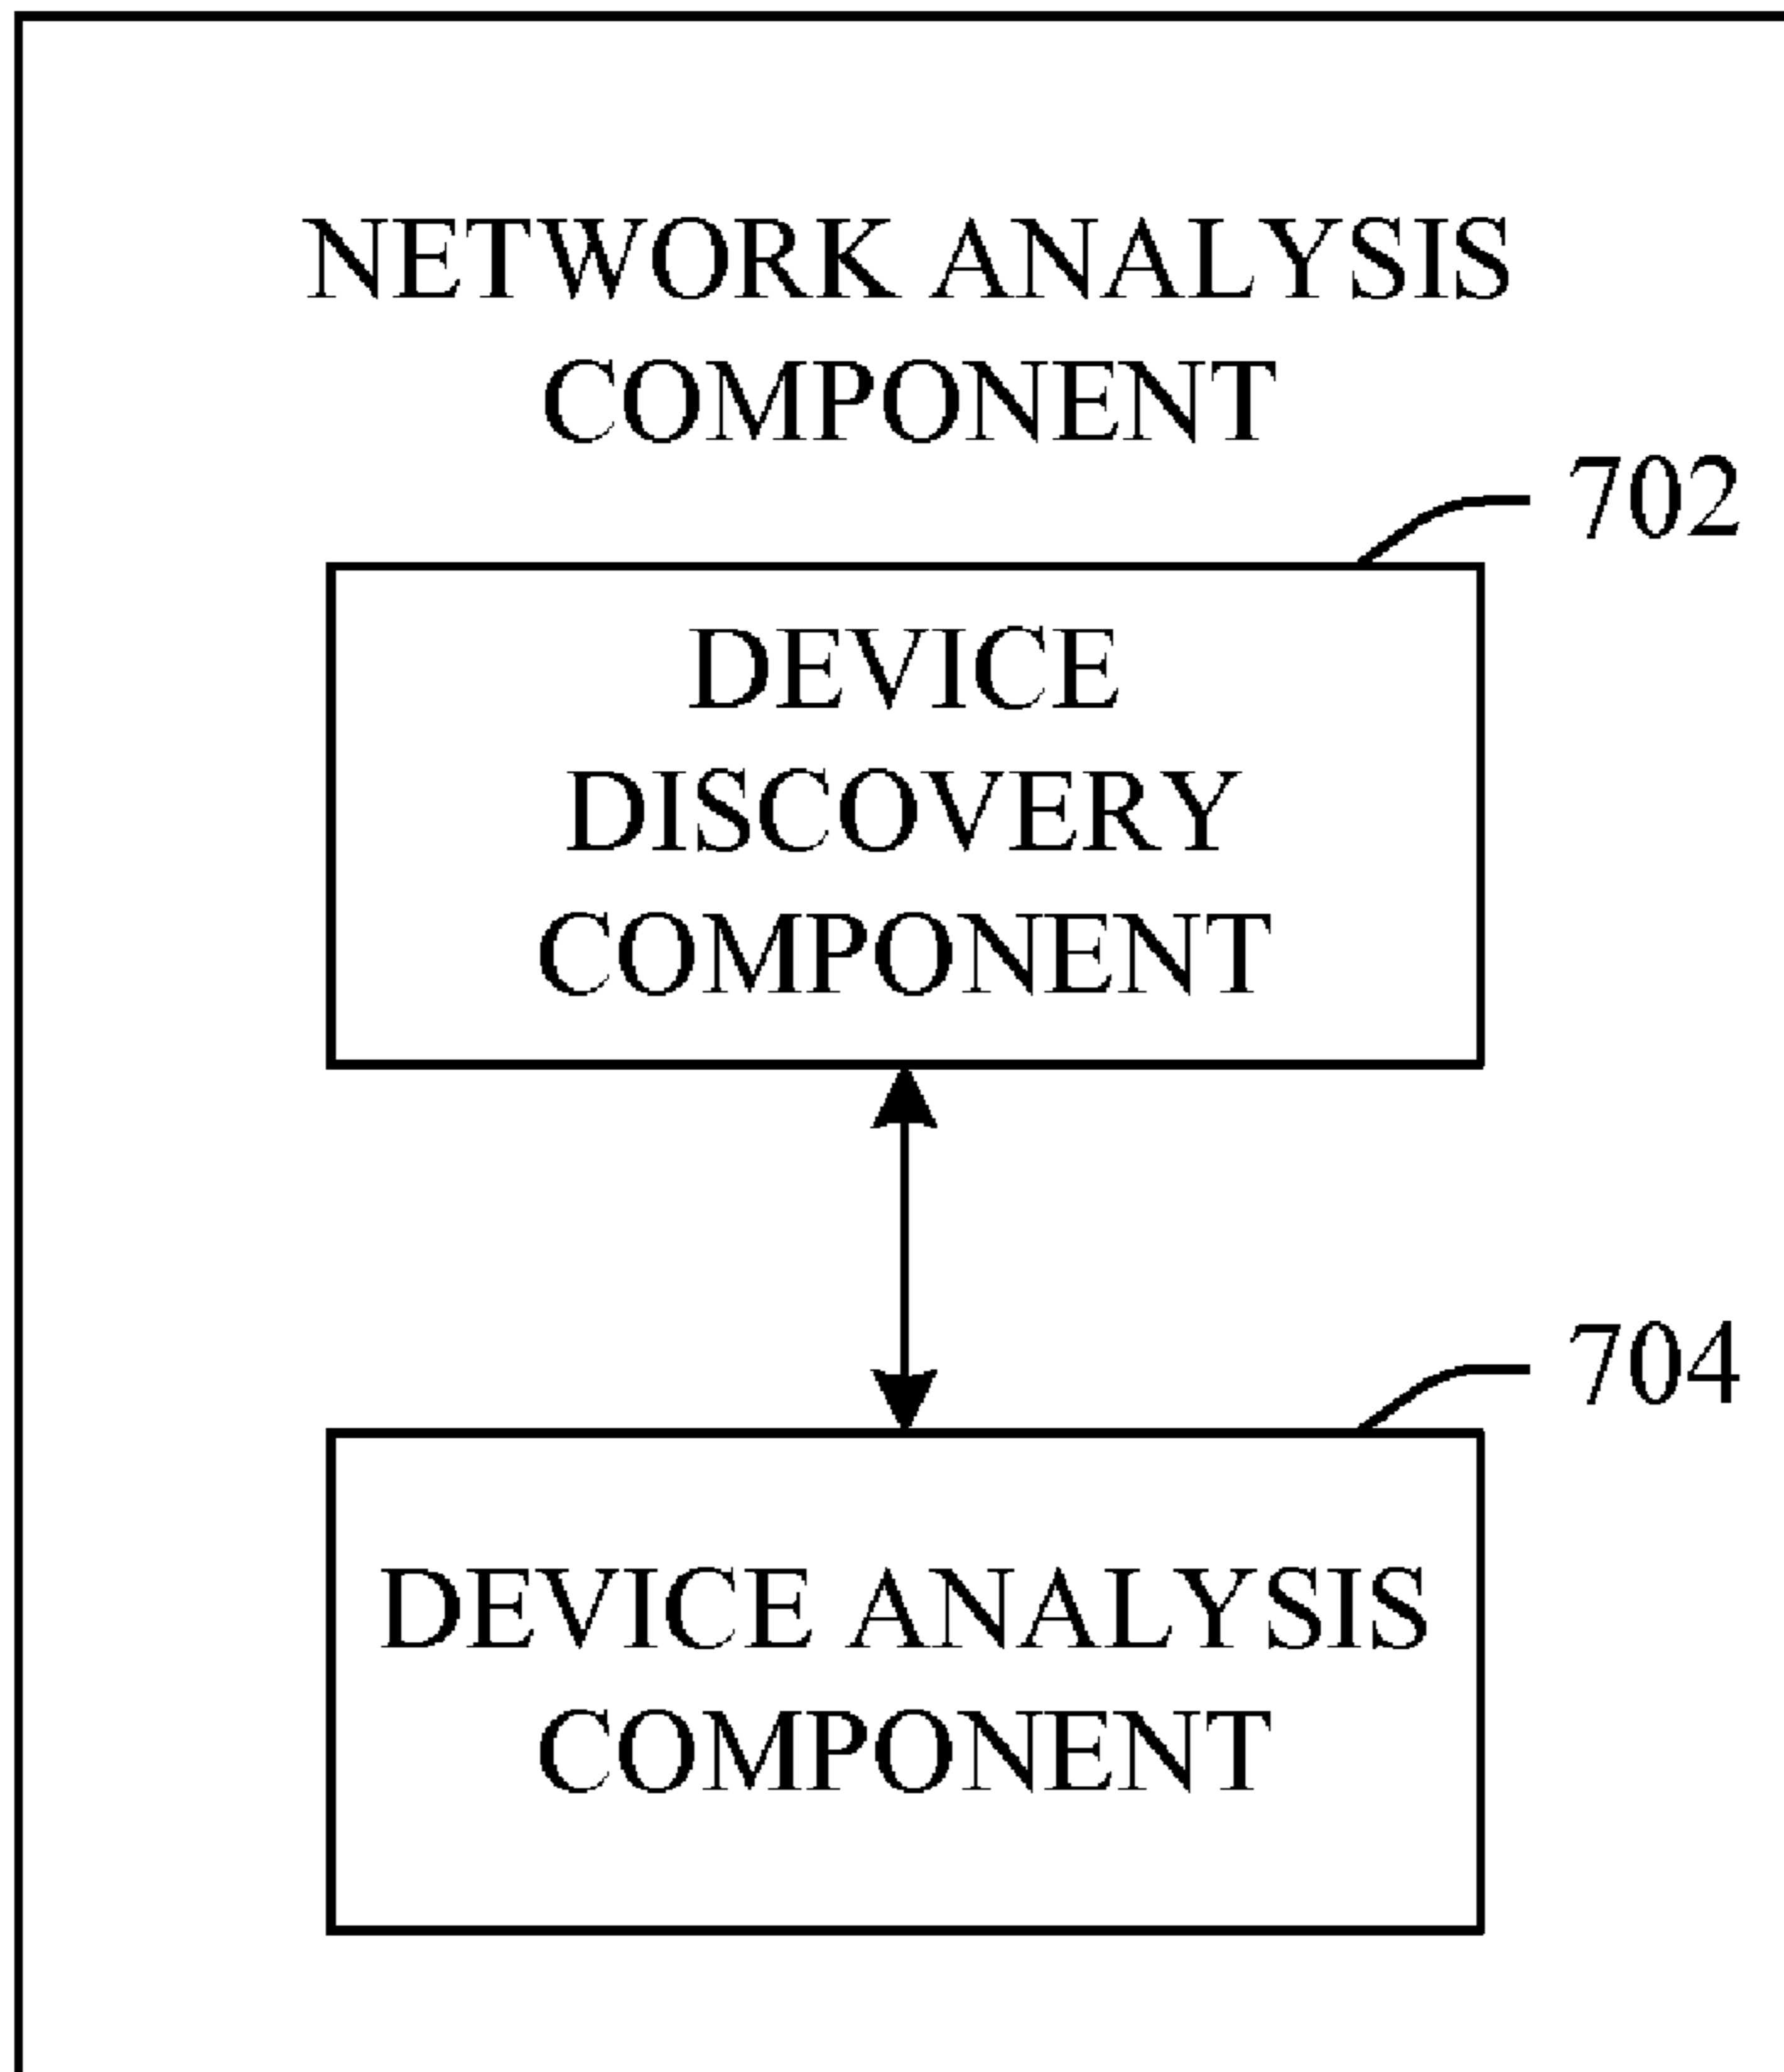 NETWORK ANALYSIS
COMPONENT
702
DEVICE
DISCOVERY
COMPONENT
704
DEVICE ANALYSIS
COMPONENT